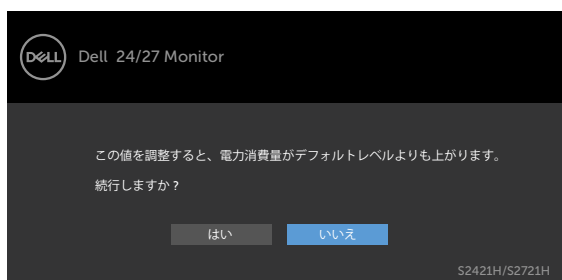 DELL
Dell 24/27 Monitor
この値を調整すると、電力消費量がデフォルトレベルよりも上がります。
続行しますか?
はい いいえ
S2421H/S2721H